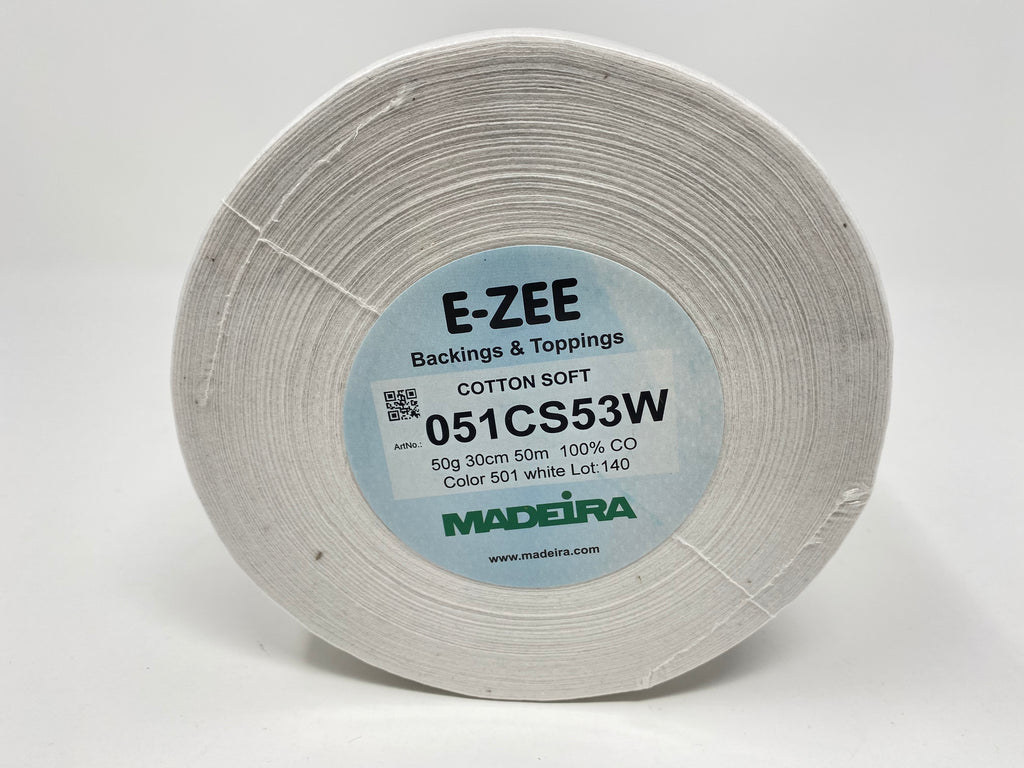 E-ZEE
Backings & Toppings
COTTON SOFT
ArtNo.: 051CS53W
50g 30cm 50m 100% CO
Color 501 white Lot:140
MADEIRA
www.madeira.com